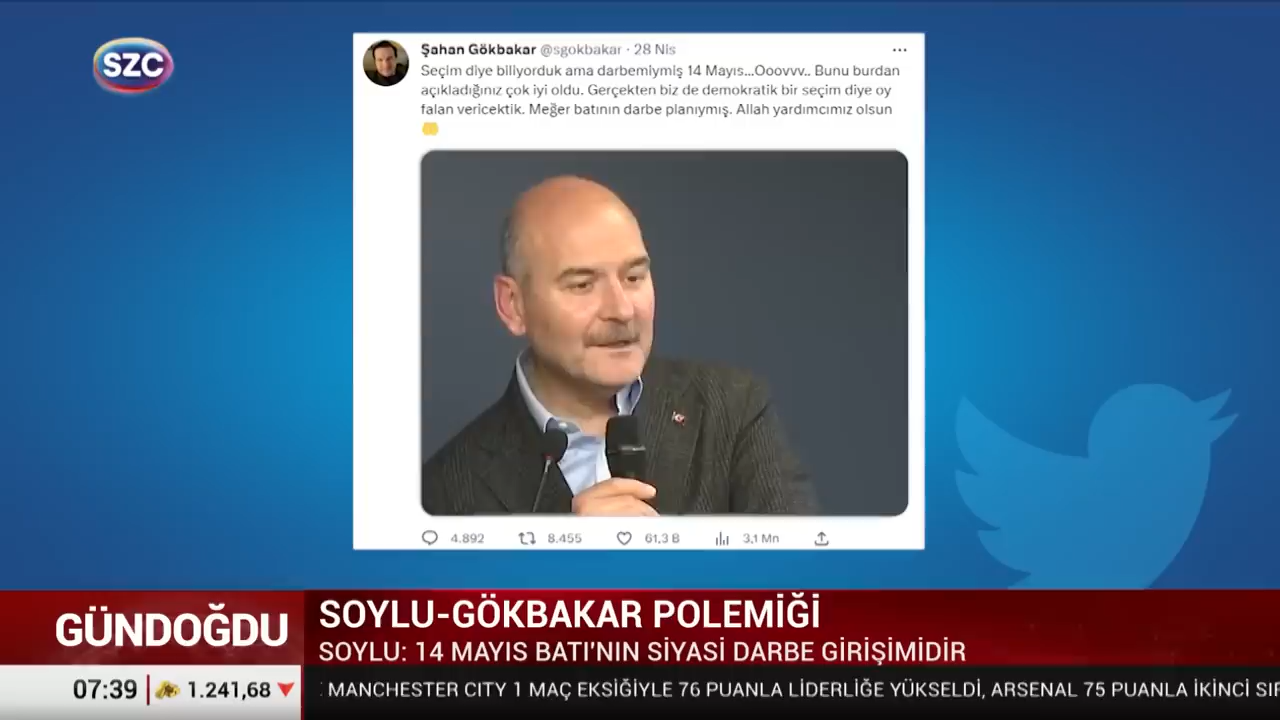 SZC
Şahan Gökbakar @sgokbakar · 28 Nis
Seçim diye biliyorduk ama darbemiymiş 14 Mayıs...Ooovvv.. Bunu burdan
açıkladığınız çok iyi oldu. Gerçekten biz de demokratik bir seçim diye oy
falan vericektik. Meğer batının darbe planıymış. Allah yardımcımız olsun
4.892 8.455 61,3 B 3,1 Mn
GÜNDOĞDU
SOYLU-GÖKBAKAR POLEMİĞİ
SOYLU: 14 MAYIS BATI'NIN SİYASİ DARBE GİRİŞİMİDİR
07:39 1.241,68
MANCHESTER CITY 1 MAÇ EKSİĞİYLE 76 PUANLA LİDERLİĞE YÜKSELDİ, ARSENAL 75 PUANLA İKİNCİ